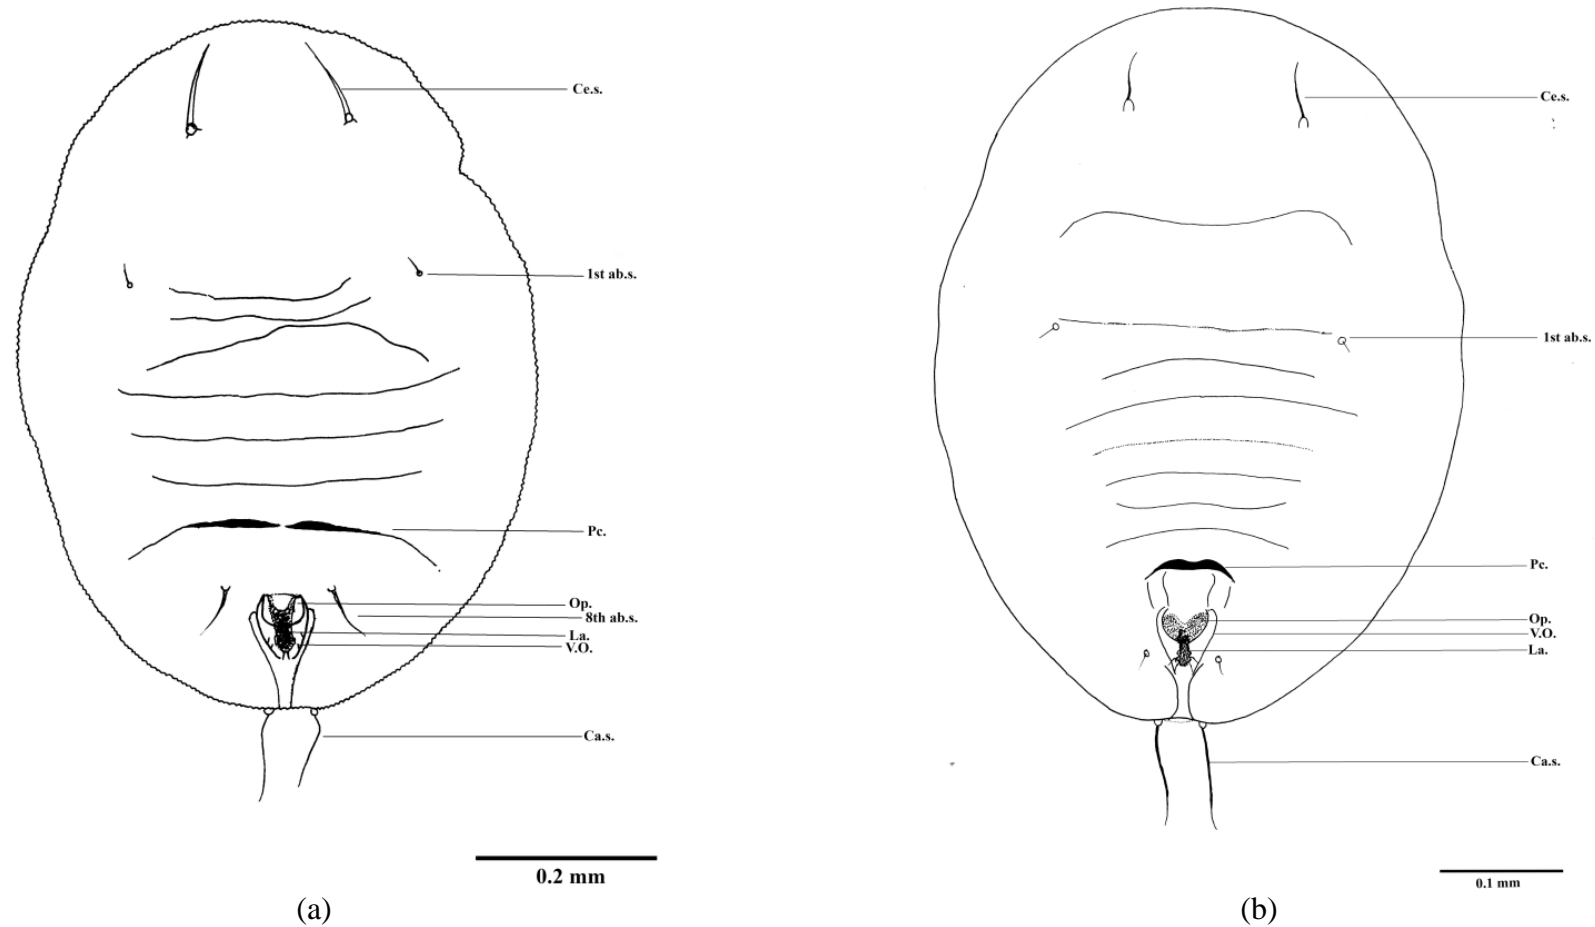 Ce.s.
1st ab.s.
Pc.
Op.
8th ab.s.
La.
V.O.
Ca.s.
0.2 mm
(a)
Ce.s.
1st ab.s.
Pc.
Op.
V.O.
La.
Ca.s.
0.1 mm
(b)